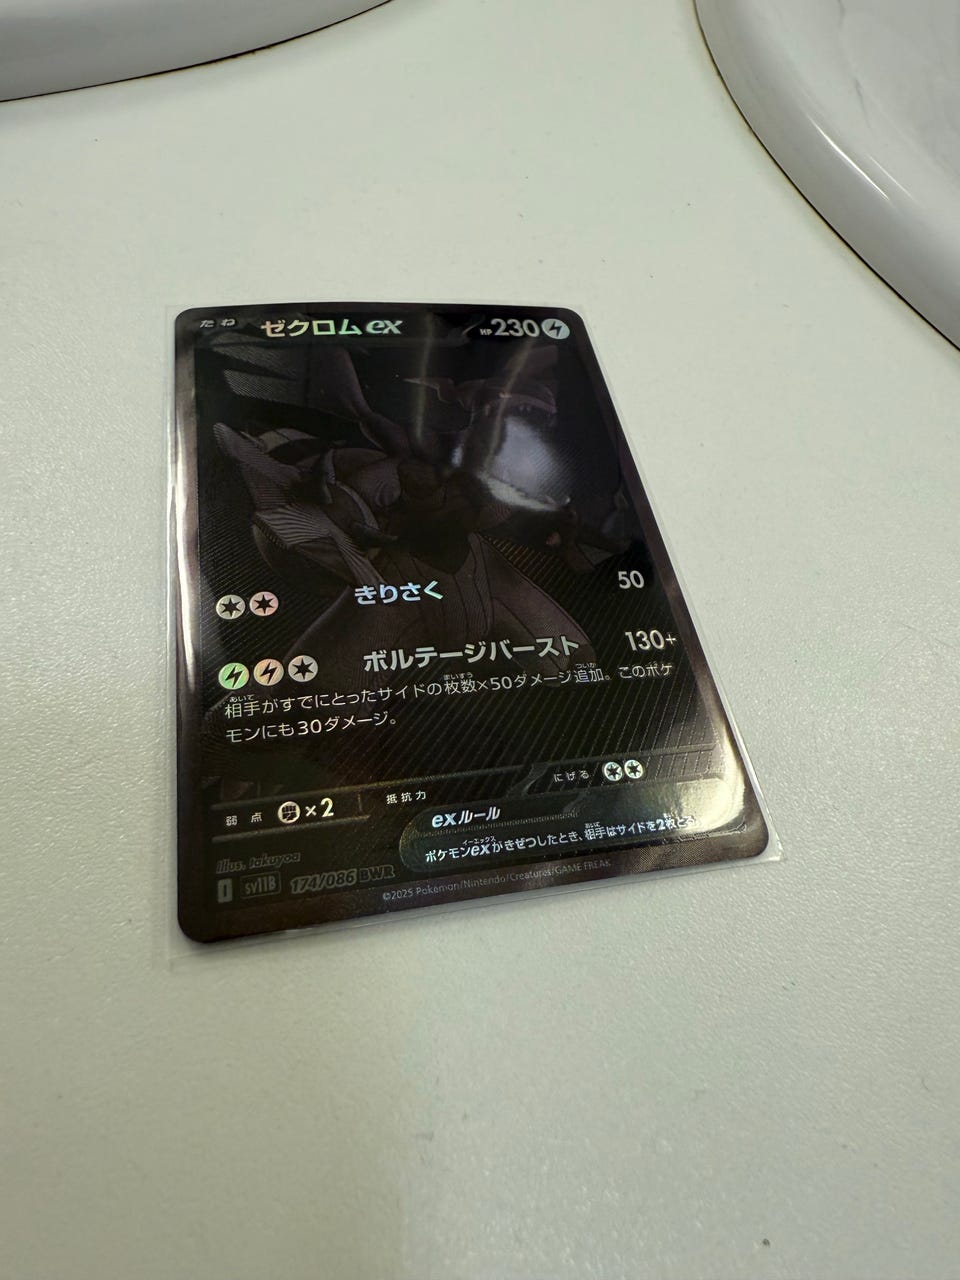 たね ゼクロムex HP 230
きりさく 50
ボルテージバースト 130+
相手がすでにとったサイドの枚数×50ダメージ追加。このポケ
モンにも30ダメージ。
弱点 ×2 抵抗力 にげる
exルール
ポケモンexがきぜつしたとき、相手はサイドを2枚とる。
Illus. takuyoa
I sv11B 174/086 BWR
©2025 Pokémon/Nintendo/Creatures/GAME FREAK